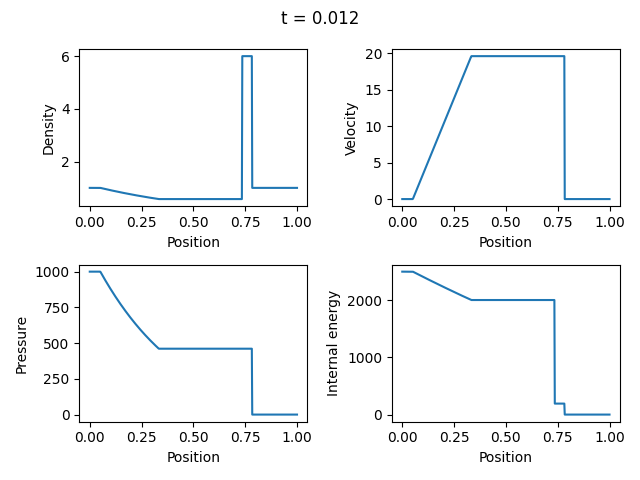 t = 0.012
Density
6
4
2
0.00 0.25 0.50 0.75 1.00
Position
Velocity
20
15
10
5
0
0.00 0.25 0.50 0.75 1.00
Position
Pressure
1000
750
500
250
0
0.00 0.25 0.50 0.75 1.00
Position
Internal energy
2000
1000
0
0.00 0.25 0.50 0.75 1.00
Position